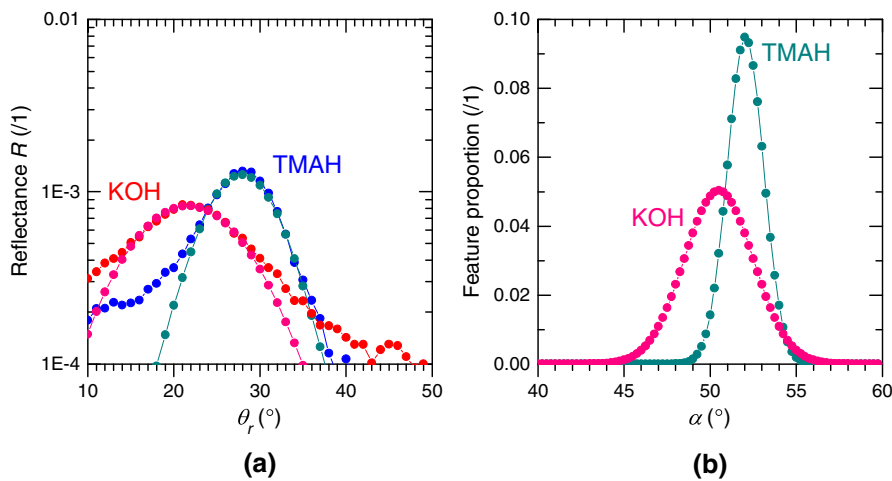 0.01
1E-3
1E-4
Reflectance R (/1)
KOH
TMAH
10 20 30 40 50
θr (°)
(a)
0.10
0.08
0.06
0.04
0.02
0.00
Feature proportion (/1)
TMAH
KOH
40 45 50 55 60
α (°)
(b)